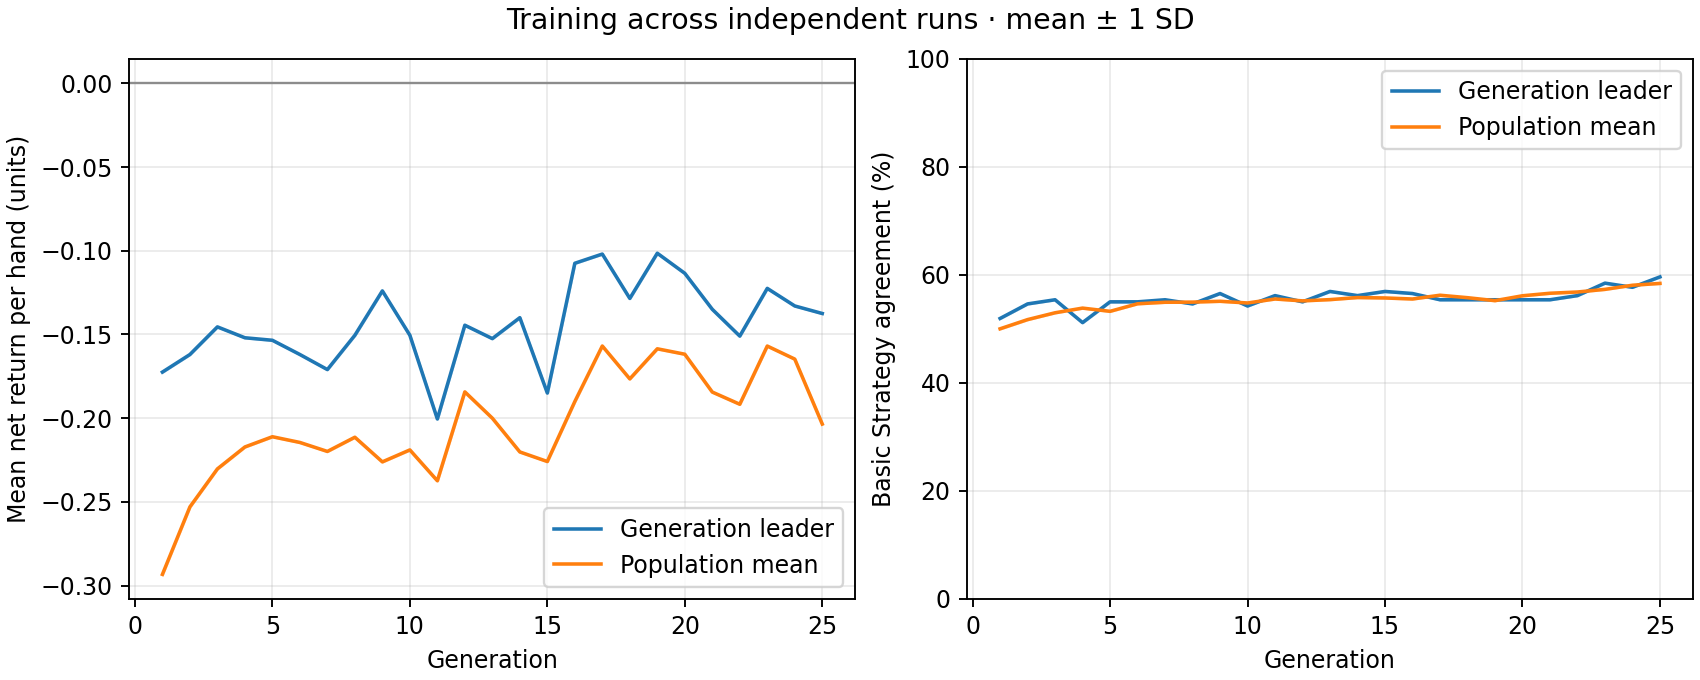 Training across independent runs · mean ± 1 SD
Mean net return per hand (units)
0.00
−0.05
−0.10
−0.15
−0.20
−0.25
−0.30
Generation leader
Population mean
0
5
10
15
20
25
Generation
Basic Strategy agreement (%)
100
80
60
40
20
0
Generation leader
Population mean
0
5
10
15
20
25
Generation